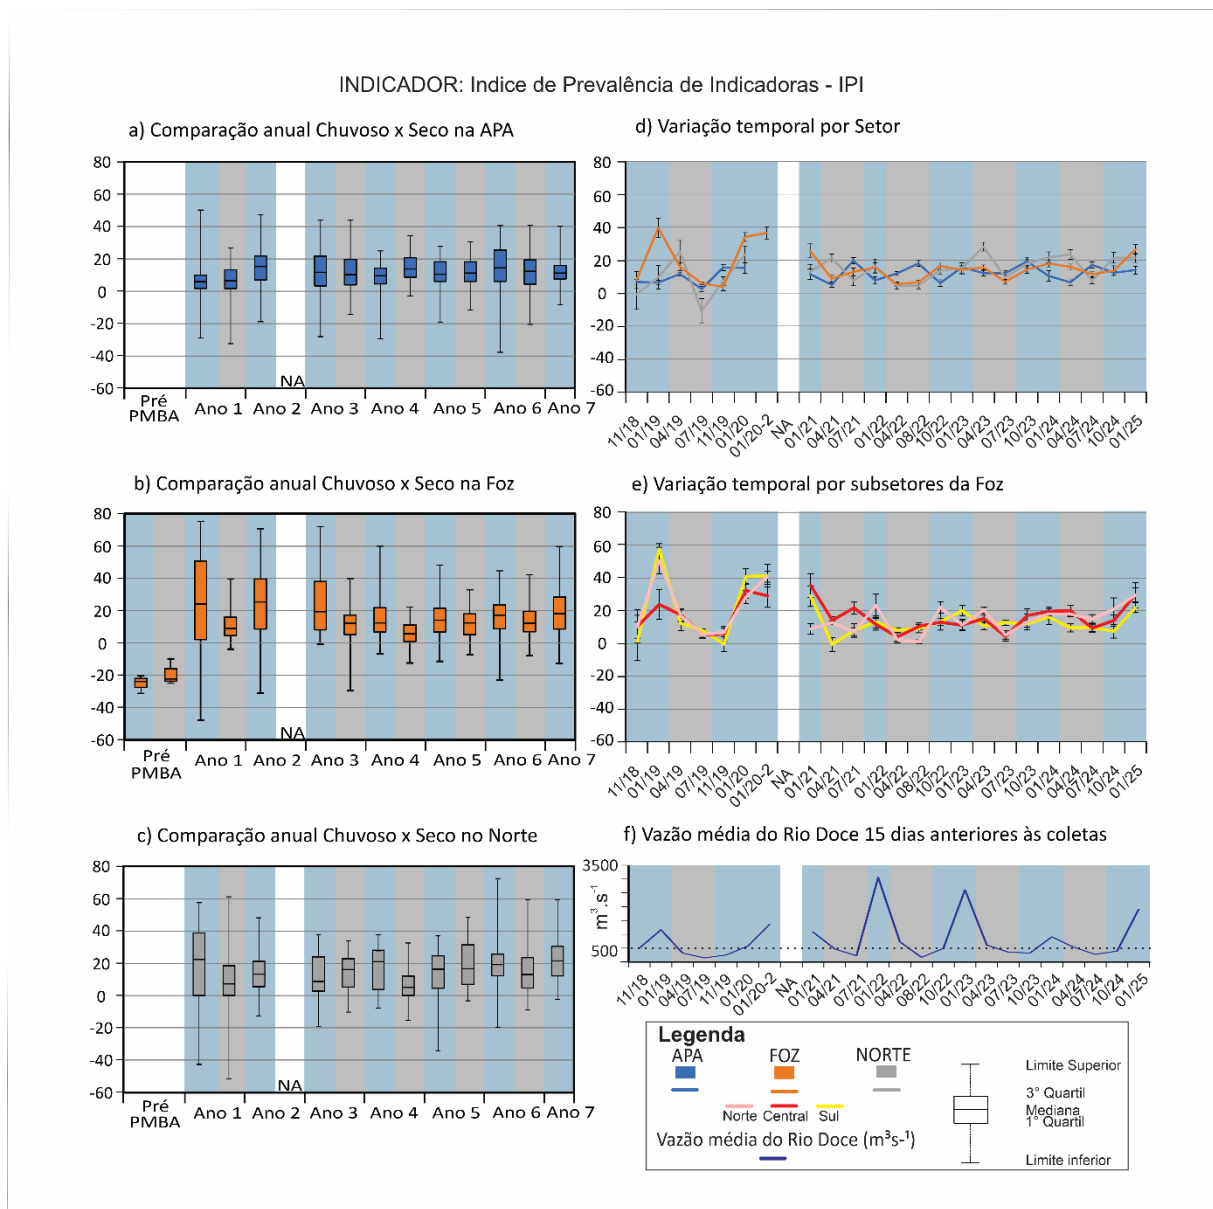 INDICADOR: Indice de Prevalência de Indicadoras - IPI
a) Comparação anual Chuvoso x Seco na APA
80
60
40
20
0
-20
-40
-60
NA
Pré PMBA
Ano 1
Ano 2
Ano 3
Ano 4
Ano 5
Ano 6
Ano 7
b) Comparação anual Chuvoso x Seco na Foz
80
60
40
20
0
-20
-40
-60
NA
Pré PMBA
Ano 1
Ano 2
Ano 3
Ano 4
Ano 5
Ano 6
Ano 7
c) Comparação anual Chuvoso x Seco no Norte
80
60
40
20
0
-20
-40
-60
NA
Pré PMBA
Ano 1
Ano 2
Ano 3
Ano 4
Ano 5
Ano 6
Ano 7
d) Variação temporal por Setor
80
60
40
20
0
-20
-40
-60
11/18
01/19
04/19
07/19
11/19
01/20
01/20-2
NA
01/21
04/21
07/21
01/22
04/22
08/22
10/22
01/23
04/23
07/23
10/23
01/24
04/24
07/24
10/24
01/25
e) Variação temporal por subsetores da Foz
80
60
40
20
0
-20
-40
-60
11/18
01/19
04/19
07/19
11/19
01/20
01/20-2
NA
01/21
04/21
07/21
01/22
04/22
08/22
10/22
01/23
04/23
07/23
10/23
01/24
04/24
07/24
10/24
01/25
f) Vazão média do Rio Doce 15 dias anteriores às coletas
3500
m³.s⁻¹
500
500
11/18
01/19
04/19
07/19
11/19
01/20
01/20-2
NA
01/21
04/21
07/21
01/22
04/22
08/22
10/22
01/23
04/23
07/23
10/23
01/24
04/24
07/24
10/24
01/25
Legenda
APA FOZ NORTE
Norte Central Sul
Vazão média do Rio Doce (m³s-¹)
Limite Superior
3° Quartil
Mediana
1° Quartil
Limite inferior